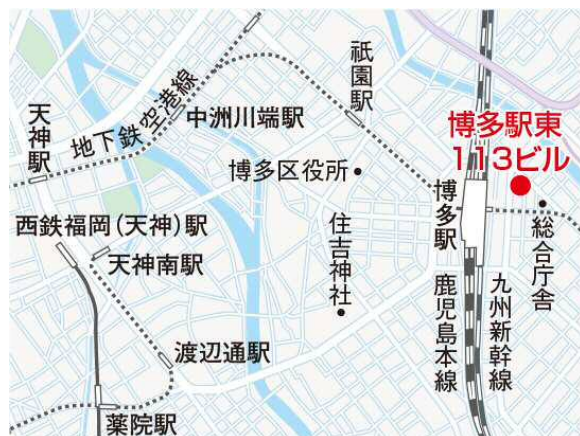 祇園駅
天神駅
地下鉄空港線
中洲川端駅
博多駅東
113ビル
博多区役所
西鉄福岡(天神)駅
天神南駅
住吉神社
博多駅
総合庁舎
鹿児島本線
九州新幹線
渡辺通駅
薬院駅